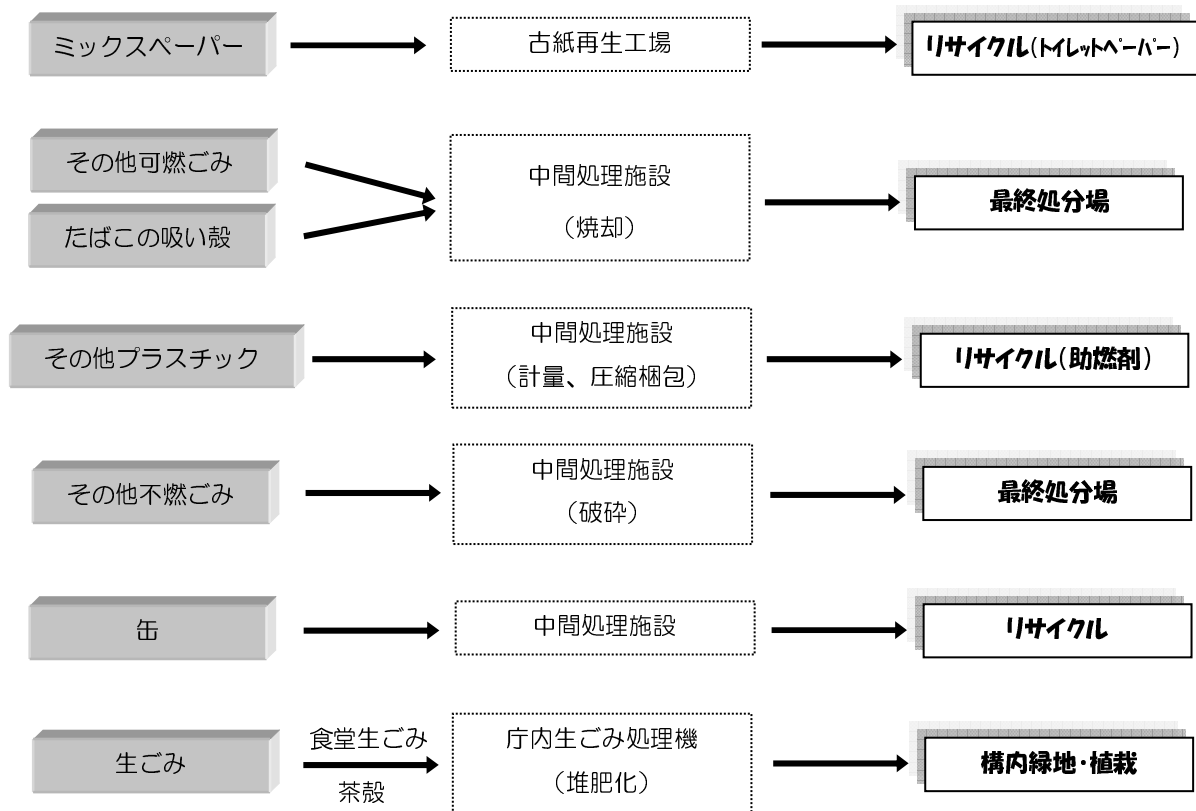 ミックスペーパー
古紙再生工場
リサイクル(トイレットペーパー)
その他可燃ごみ
たばこの吸い殻
中間処理施設
(焼却)
最終処分場
その他プラスチック
中間処理施設
(計量、圧縮梱包)
リサイクル(助燃剤)
その他不燃ごみ
中間処理施設
(破砕)
最終処分場
缶
中間処理施設
リサイクル
生ごみ
食堂生ごみ
茶殻
庁内生ごみ処理機
(堆肥化)
構内緑地・植栽